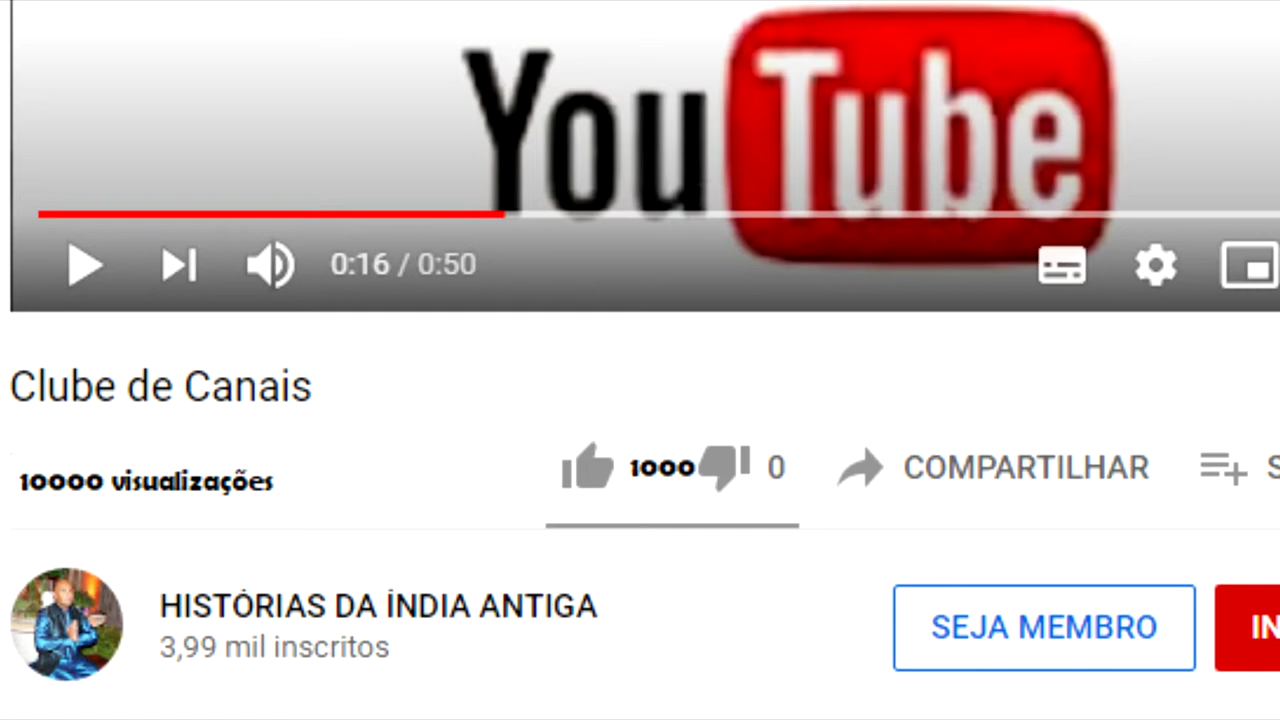 YouTube
0:16 / 0:50
Clube de Canais
10000 visualizações
1000 0 COMPARTILHAR S
HISTÓRIAS DA ÍNDIA ANTIGA
3,99 mil inscritos
SEJA MEMBRO IN